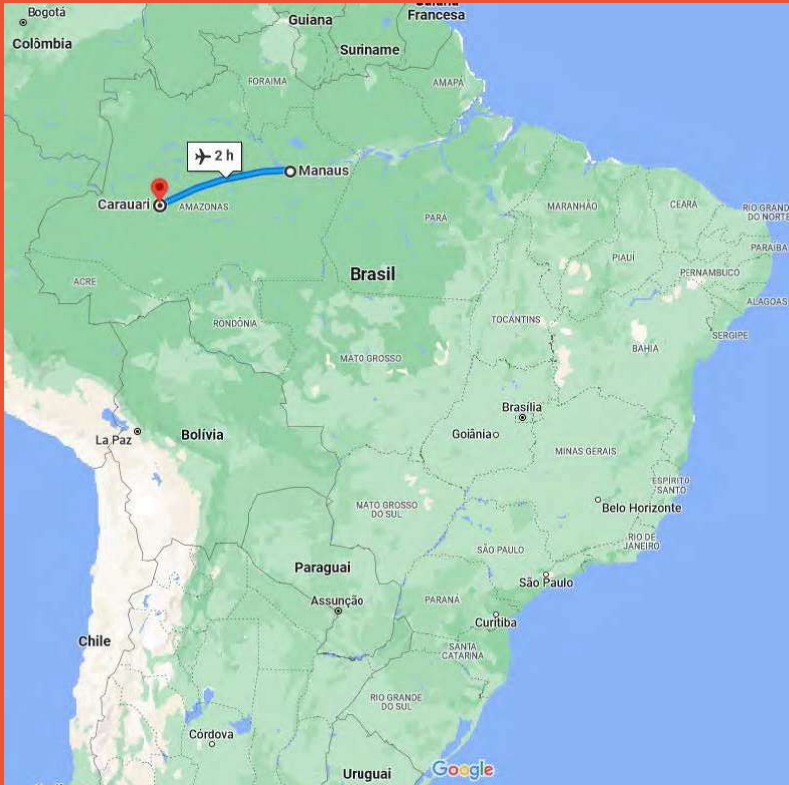 Bogotá
Colômbia
Guiana
Francesa
Suriname
AMAPÁ
2 h
Manaus
Carauari
AMAZONAS
PARÁ
MARANHÃO
CEARÁ
RIO GRANDE
DO NORTE
PARAÍBA
PIAUÍ
PERNAMBUCO
ALAGOAS
SERGIPE
Brasil
ACRE
RONDÔNIA
TOCANTINS
BAHIA
MATO GROSSO
Brasília
Goiânia
La Paz
Bolívia
MINAS GERAIS
ESPÍRITO
SANTO
Belo Horizonte
MATO GROSSO
DO SUL
RIO DE
JANEIRO
SÃO PAULO
São Paulo
Paraguai
Assunção
PARANÁ
Curitiba
Chile
SANTA
CATARINA
RIO GRANDE
DO SUL
Córdova
Uruguai
Google